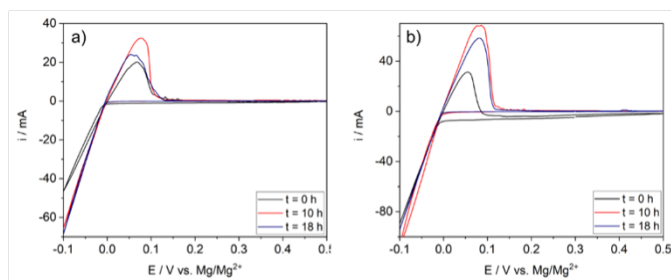 a)
i / mA
40
20
0
-20
-40
-60
-0.1
0.0
0.1
0.2
0.3
0.4
0.5
E / V vs. Mg/Mg²⁺
t = 0 h
t = 10 h
t = 18 h
b)
i / mA
40
0
-40
-80
-0.1
0.0
0.1
0.2
0.3
0.4
0.5
E / V vs. Mg/Mg²⁺
t = 0 h
t = 10 h
t = 18 h